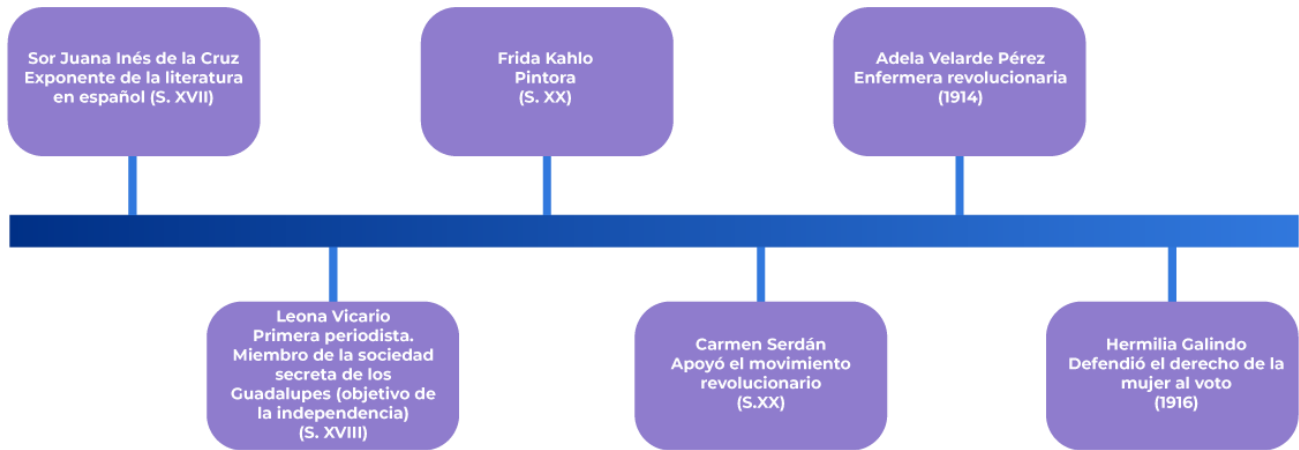 Sor Juana Inés de la Cruz
Exponente de la literatura
en español (S. XVII)
Leona Vicario
Primera periodista.
Miembro de la sociedad
secreta de los
Guadalupes (objetivo de
la independencia)
(S. XVIII)
Frida Kahlo
Pintora
(S. XX)
Carmen Serdán
Apoyó el movimiento
revolucionario
(S.XX)
Adela Velarde Pérez
Enfermera revolucionaria
(1914)
Hermilia Galindo
Defendió el derecho de la
mujer al voto
(1916)